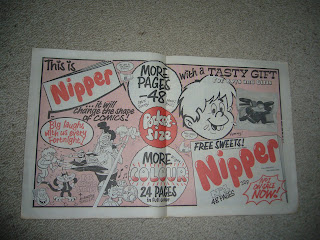 This is
Nipper
...it will
change the shape
of COMICS!
Big laughs
with us every
Fortnight
MORE
PAGES
48
Size
MORE
COLOUR
24 PAGES
with a TASTY GIFT
FREE SWEETS!
Nipper
48 PAGES
ON SALE
NOW!